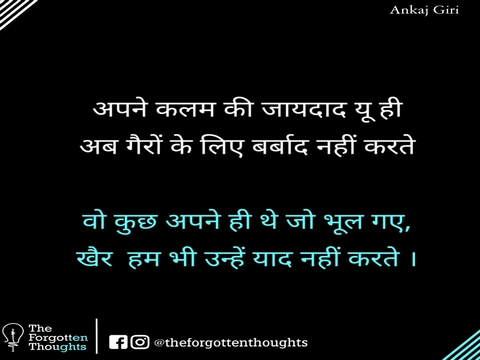 Ankaj Giri
अपने कलम की जायदाद यू ही
अब गैरों के लिए बर्बाद नहीं करते
वो कुछ अपने ही थे जो भूल गए,
खैर हम भी उन्हें याद नहीं करते ।
The
Forgotten
Thoughts
@theforgottenthoughts